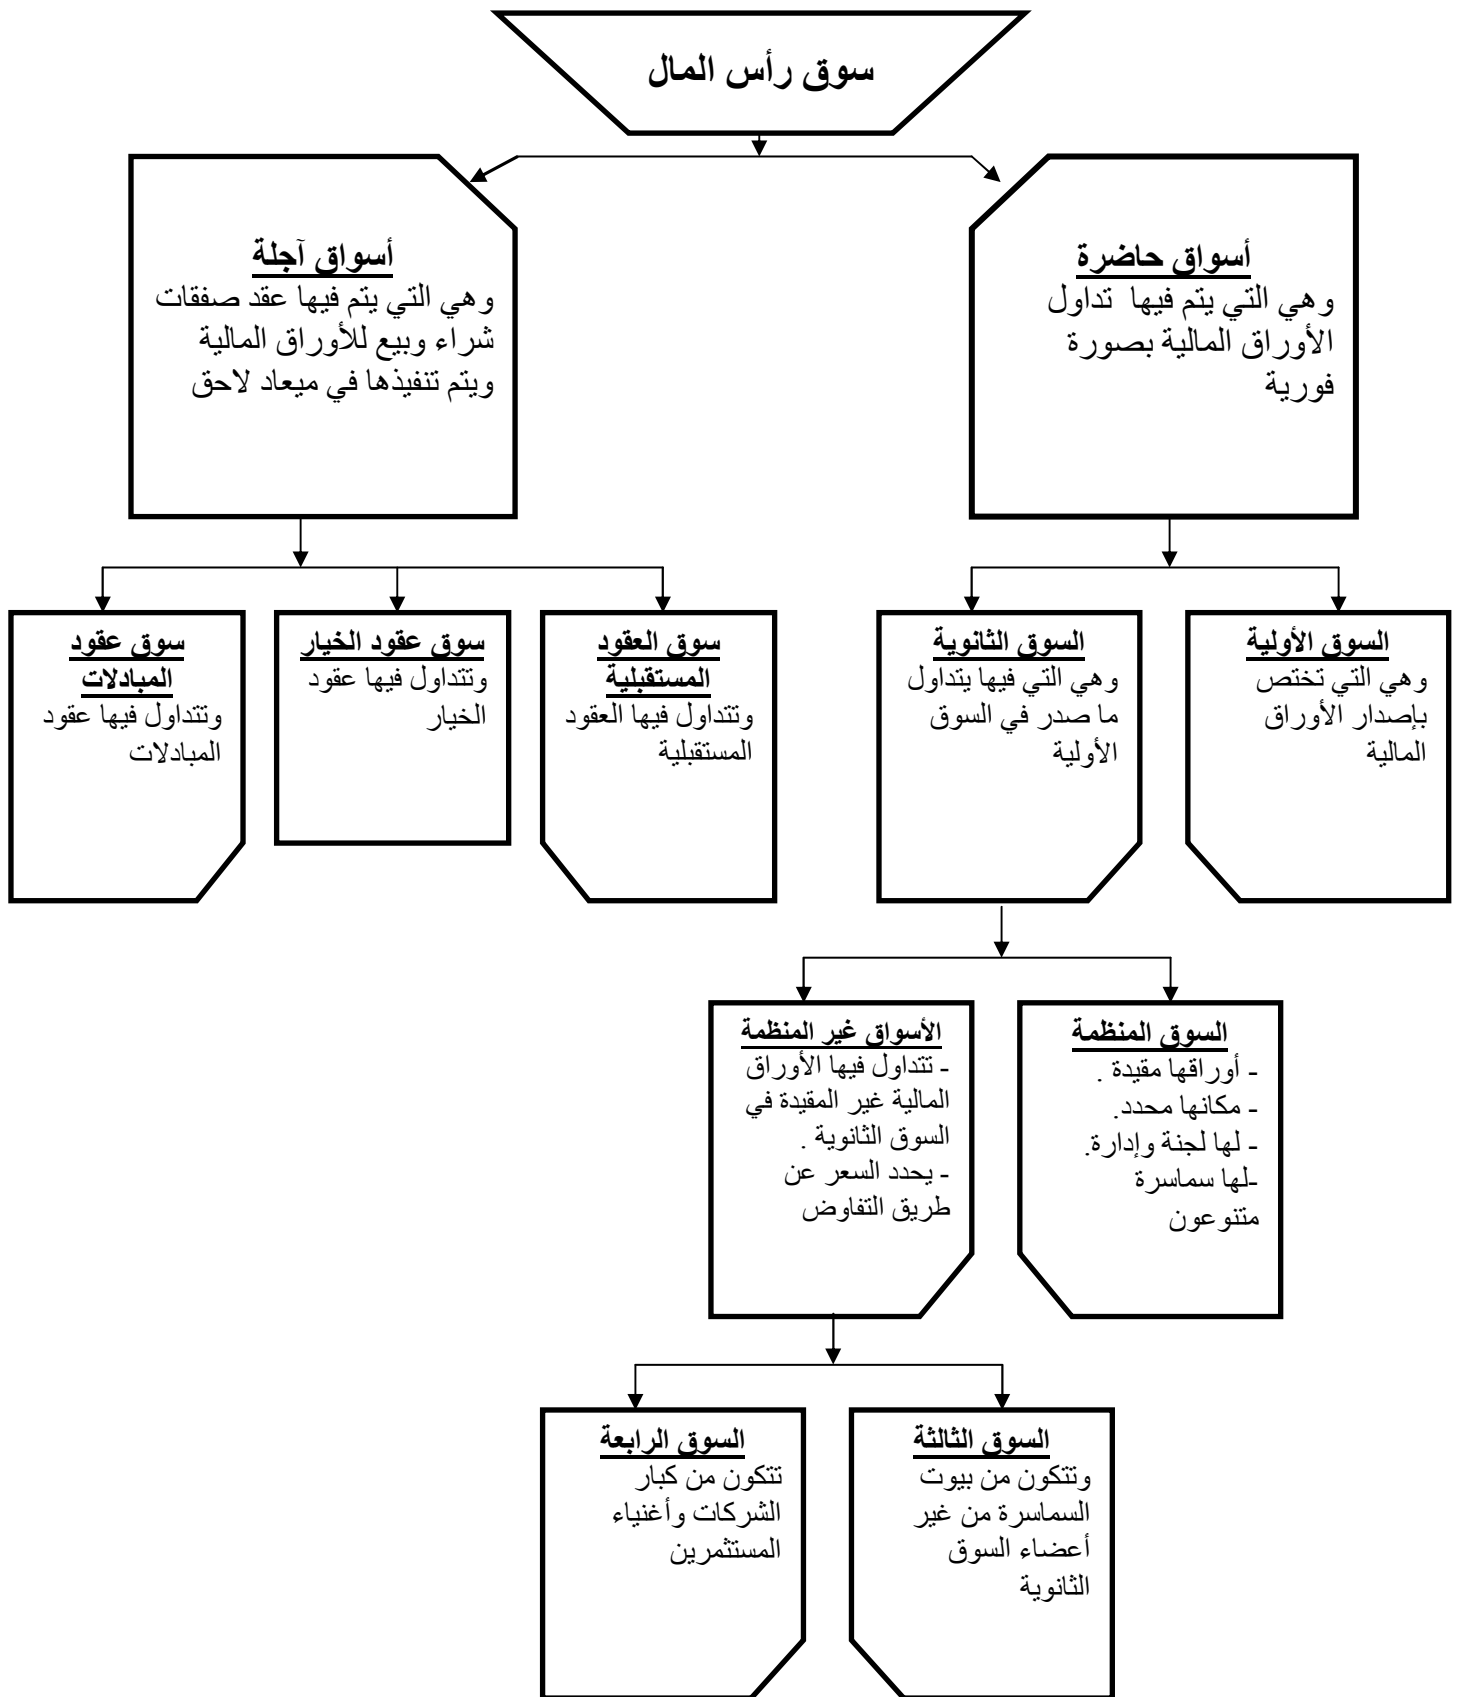 سوق رأس المال
أسواق حاضرة
وهي التي يتم فيها تداول
الأوراق المالية بصورة
فورية
أسواق آجلة
وهي التي يتم فيها عقد صفقات
شراء وبيع للأوراق المالية
ويتم تنفيذها في ميعاد لاحق
السوق الأولية
وهي التي تختص
بإصدار الأوراق
المالية
السوق الثانوية
وهي التي فيها يتداول
ما صدر في السوق
الأولية
سوق العقود
المستقبلية
وتتداول فيها العقود
المستقبلية
سوق عقود الخيار
وتتداول فيها عقود
الخيار
سوق عقود
المبادلات
وتتداول فيها عقود
المبادلات
السوق المنظمة
- أوراقها مقيدة .
- مكانها محدد.
- لها لجنة وإدارة.
-لها سماسرة
متنوعون
الأسواق غير المنظمة
- تتداول فيها الأوراق
المالية غير المقيدة في
السوق الثانوية .
- يحدد السعر عن
طريق التفاوض
السوق الثالثة
وتتكون من بيوت
السماسرة من غير
أعضاء السوق
الثانوية
السوق الرابعة
تتكون من كبار
الشركات وأغنياء
المستثمرين